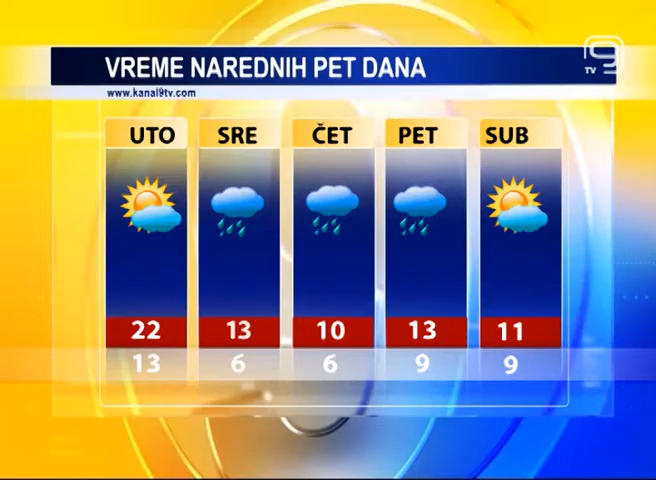 VREME NAREDNIH PET DANA
TV 9
www.kanal9tv.com
UTO SRE ČET PET SUB
22 13 10 13 11
13 6 6 9 9